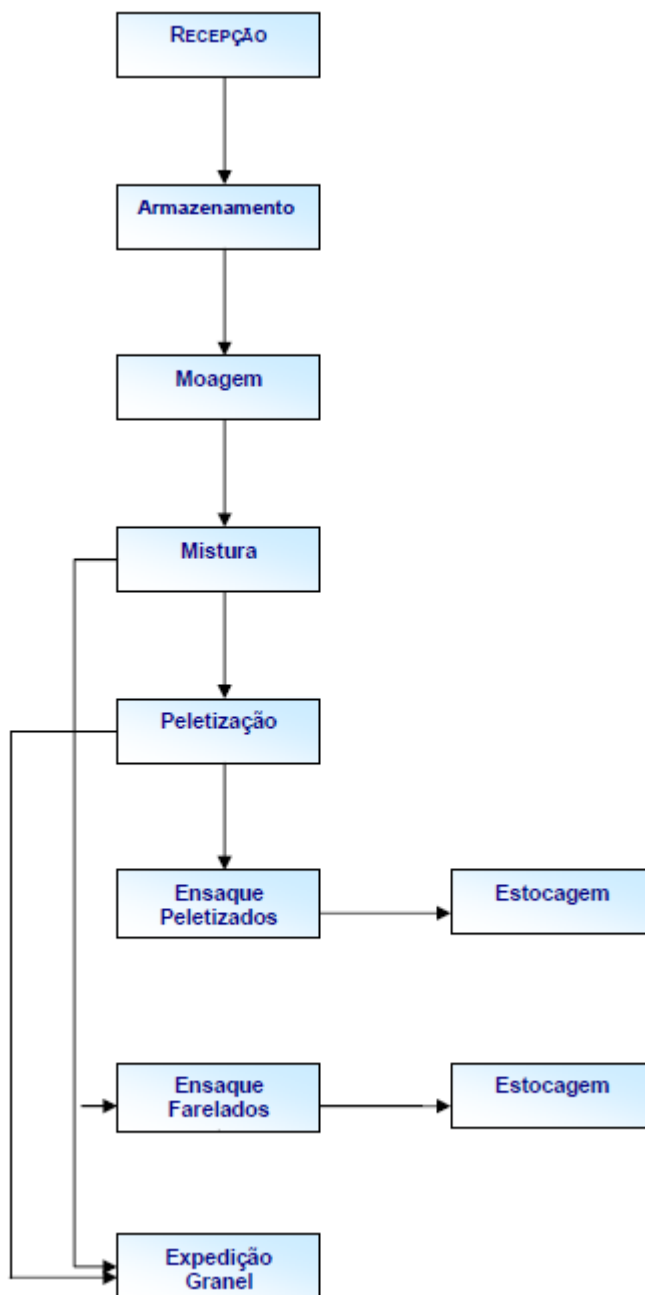 RECEPÇÃO
Armazenamento
Moagem
Mistura
Peletização
Ensaque
Peletizados
Estocagem
Ensaque
Farelados
Estocagem
Expedição
Granel